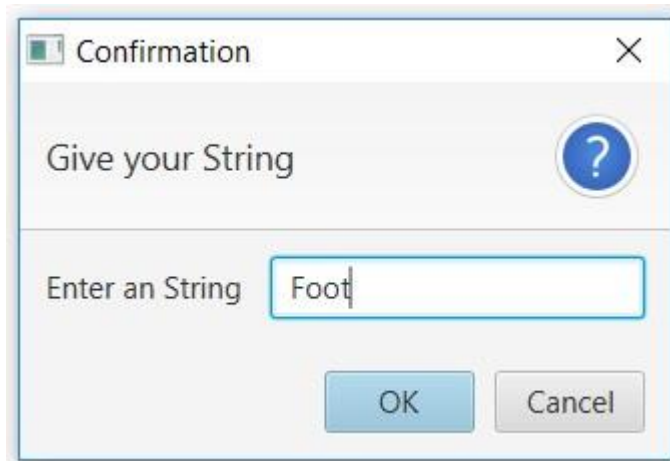 Confirmation
Give your String
?
Enter an String Foot
OK Cancel